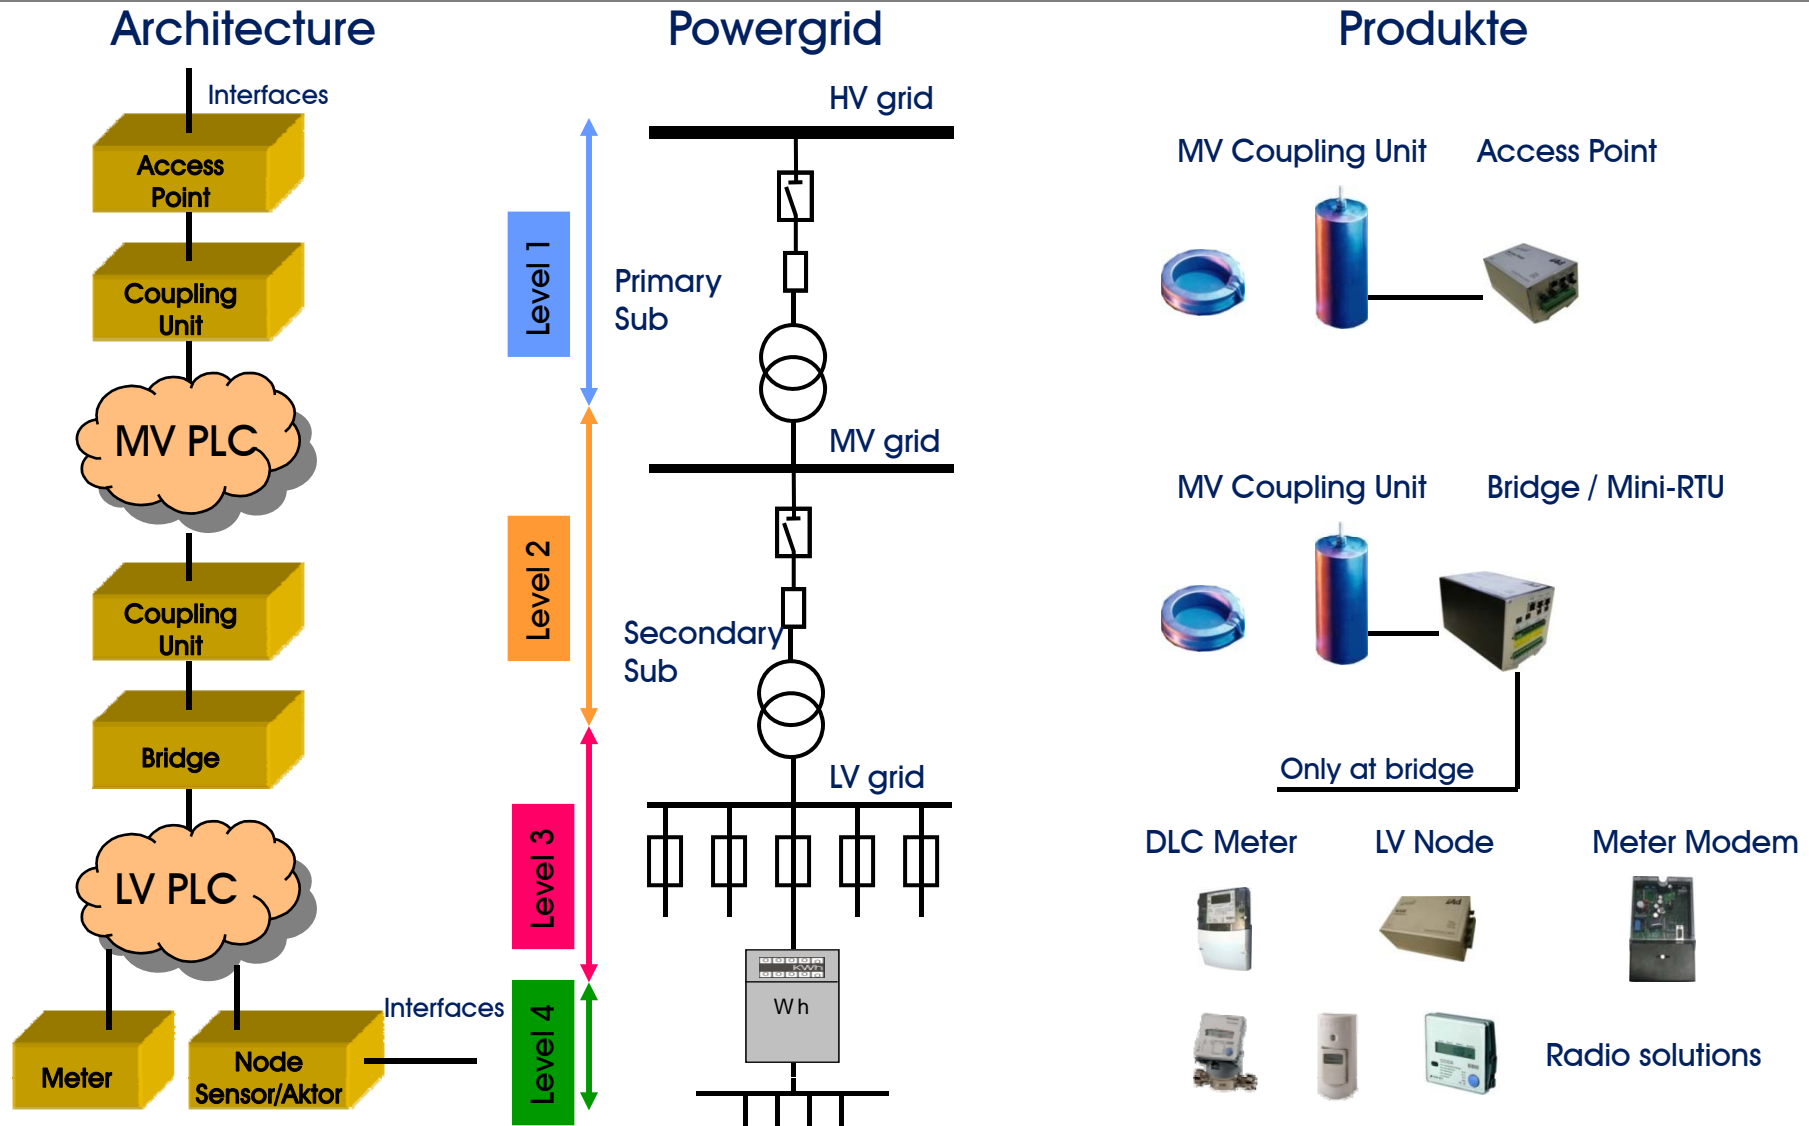 Architecture
Powergrid
Produkte
Interfaces
Access
Point
Coupling
Unit
MV PLC
Coupling
Unit
Bridge
LV PLC
Meter
Node
Sensor/Aktor
Interfaces
Level 1
Level 2
Level 3
Level 4
HV grid
Primary
Sub
MV grid
Secondary
Sub
LV grid
kWh
Wh
MV Coupling Unit
Access Point
MV Coupling Unit
Bridge / Mini-RTU
Only at bridge
DLC Meter
LV Node
Meter Modem
Radio solutions